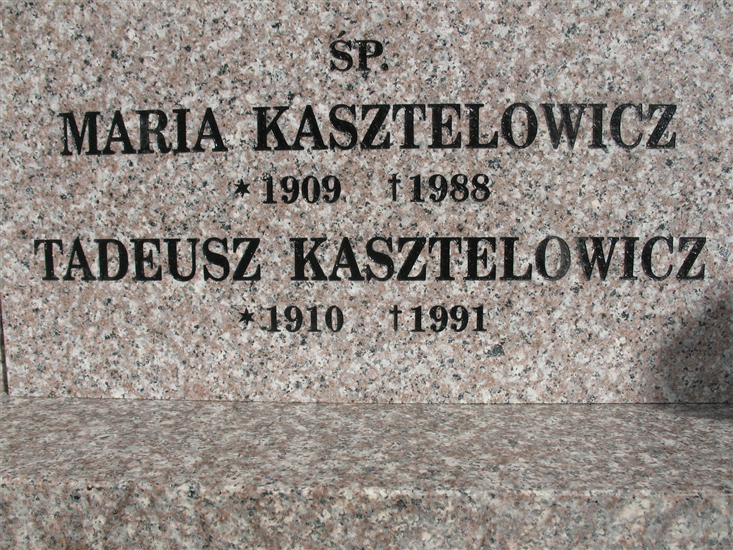 ŚP.
MARIA KASZTELOWICZ
* 1909 † 1988
TADEUSZ KASZTELOWICZ
* 1910 † 1991